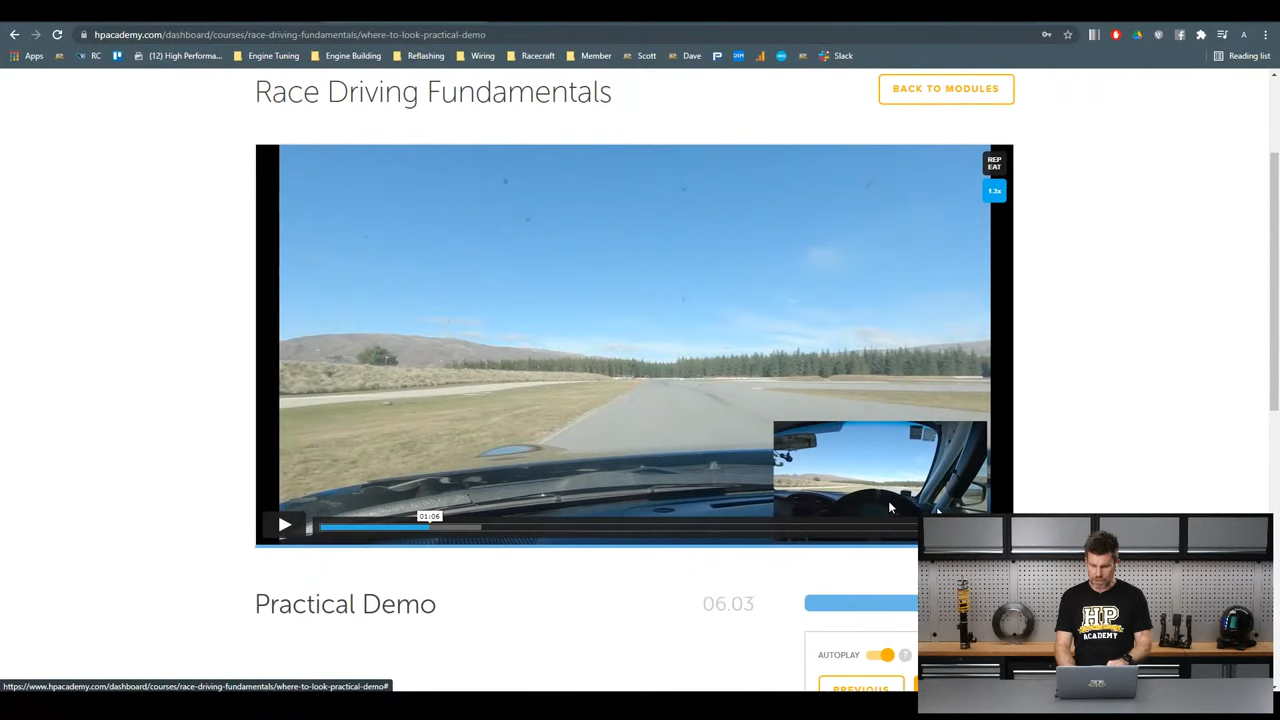 hpacademy.com/dashboard/courses/race-driving-fundamentals/where-to-look-practical-demo
A
Apps
RC
(12) High Performa...
Engine Tuning
Engine Building
Reflashing
Wiring
Racecraft
Member
Scott
Dave
Slack
Reading list
Race Driving Fundamentals
BACK TO MODULES
REP
EAT
1.3x
01:06
Practical Demo
06.03
AUTOPLAY
?
PREVIOUS
HP
ACADEMY
https://www.hpacademy.com/dashboard/courses/race-driving-fundamentals/where-to-look-practical-demo#